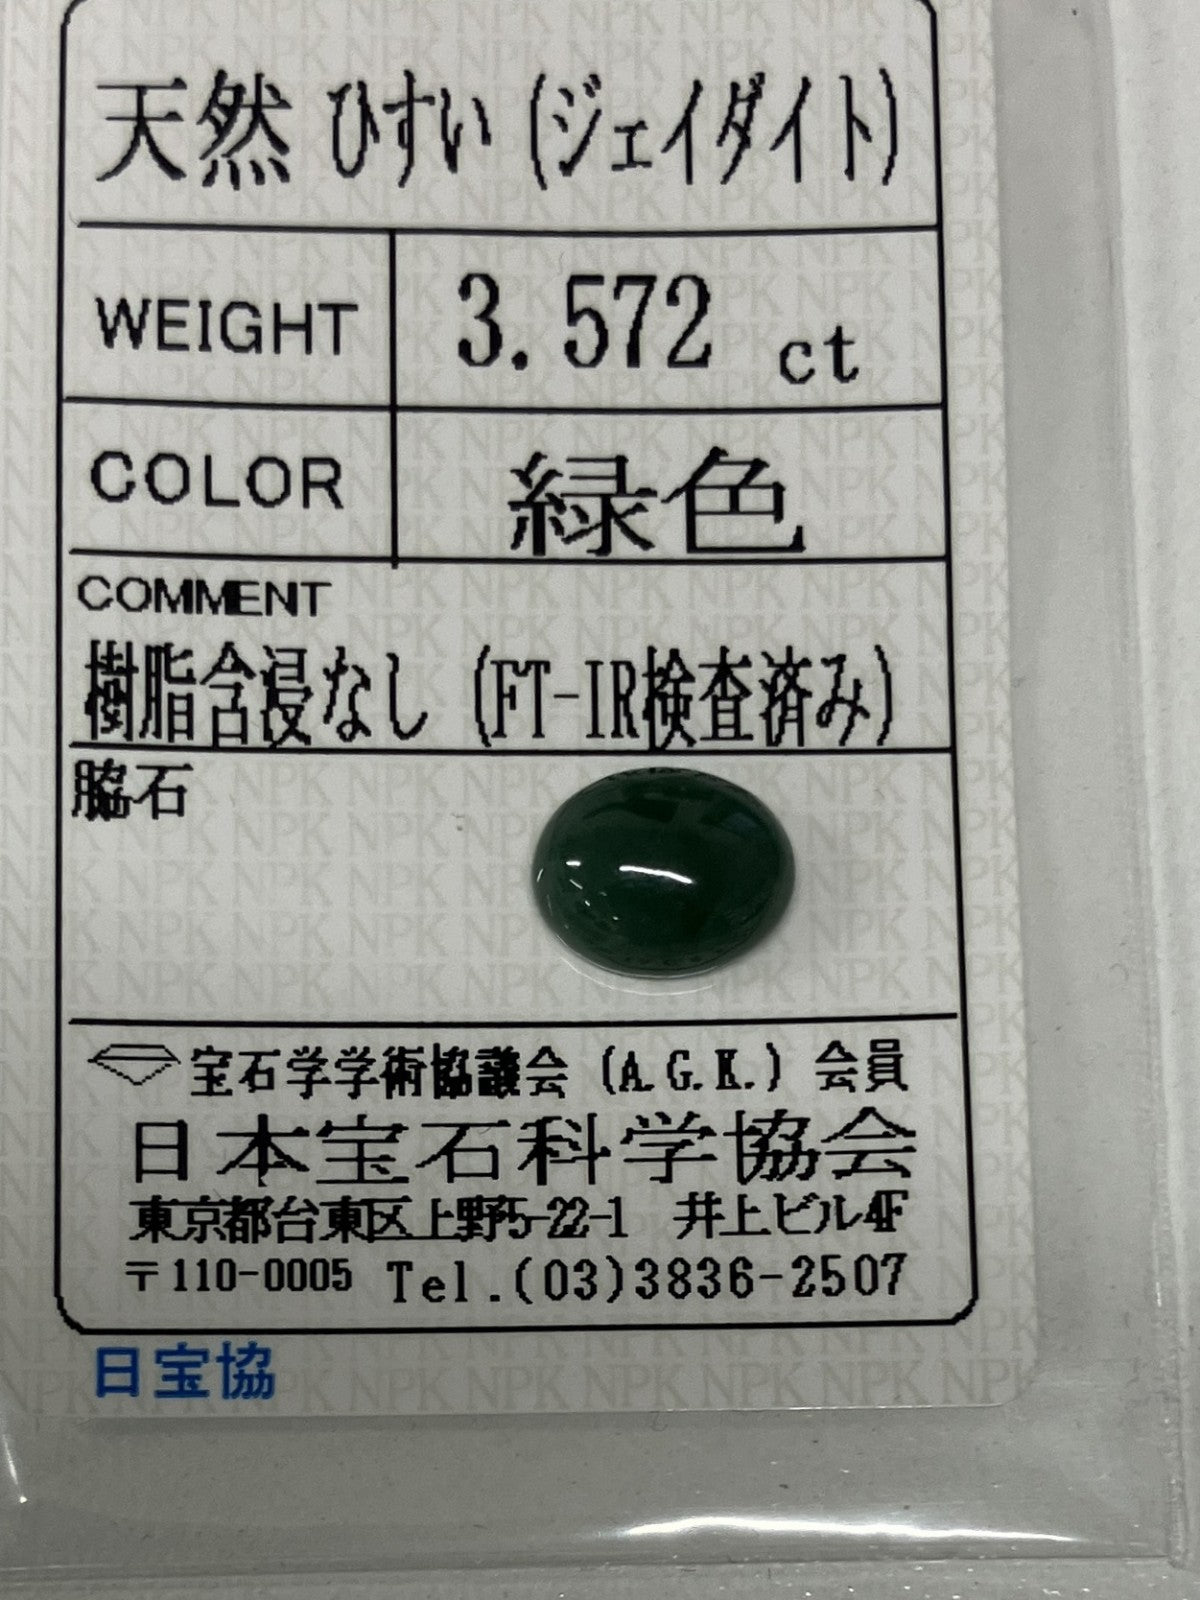 天然 ひすい (ジェイダイト)
WEIGHT 3.572 ct
COLOR 緑色
COMMENT
樹脂含浸なし (FT-IR検査済み)
脇石
宝石学学術協議会 (A.G.K.) 会員
日本宝石科学協会
東京都台東区上野5-22-1 井上ビル4F
〒110-0005 Tel.(03)3836-2507
日宝協